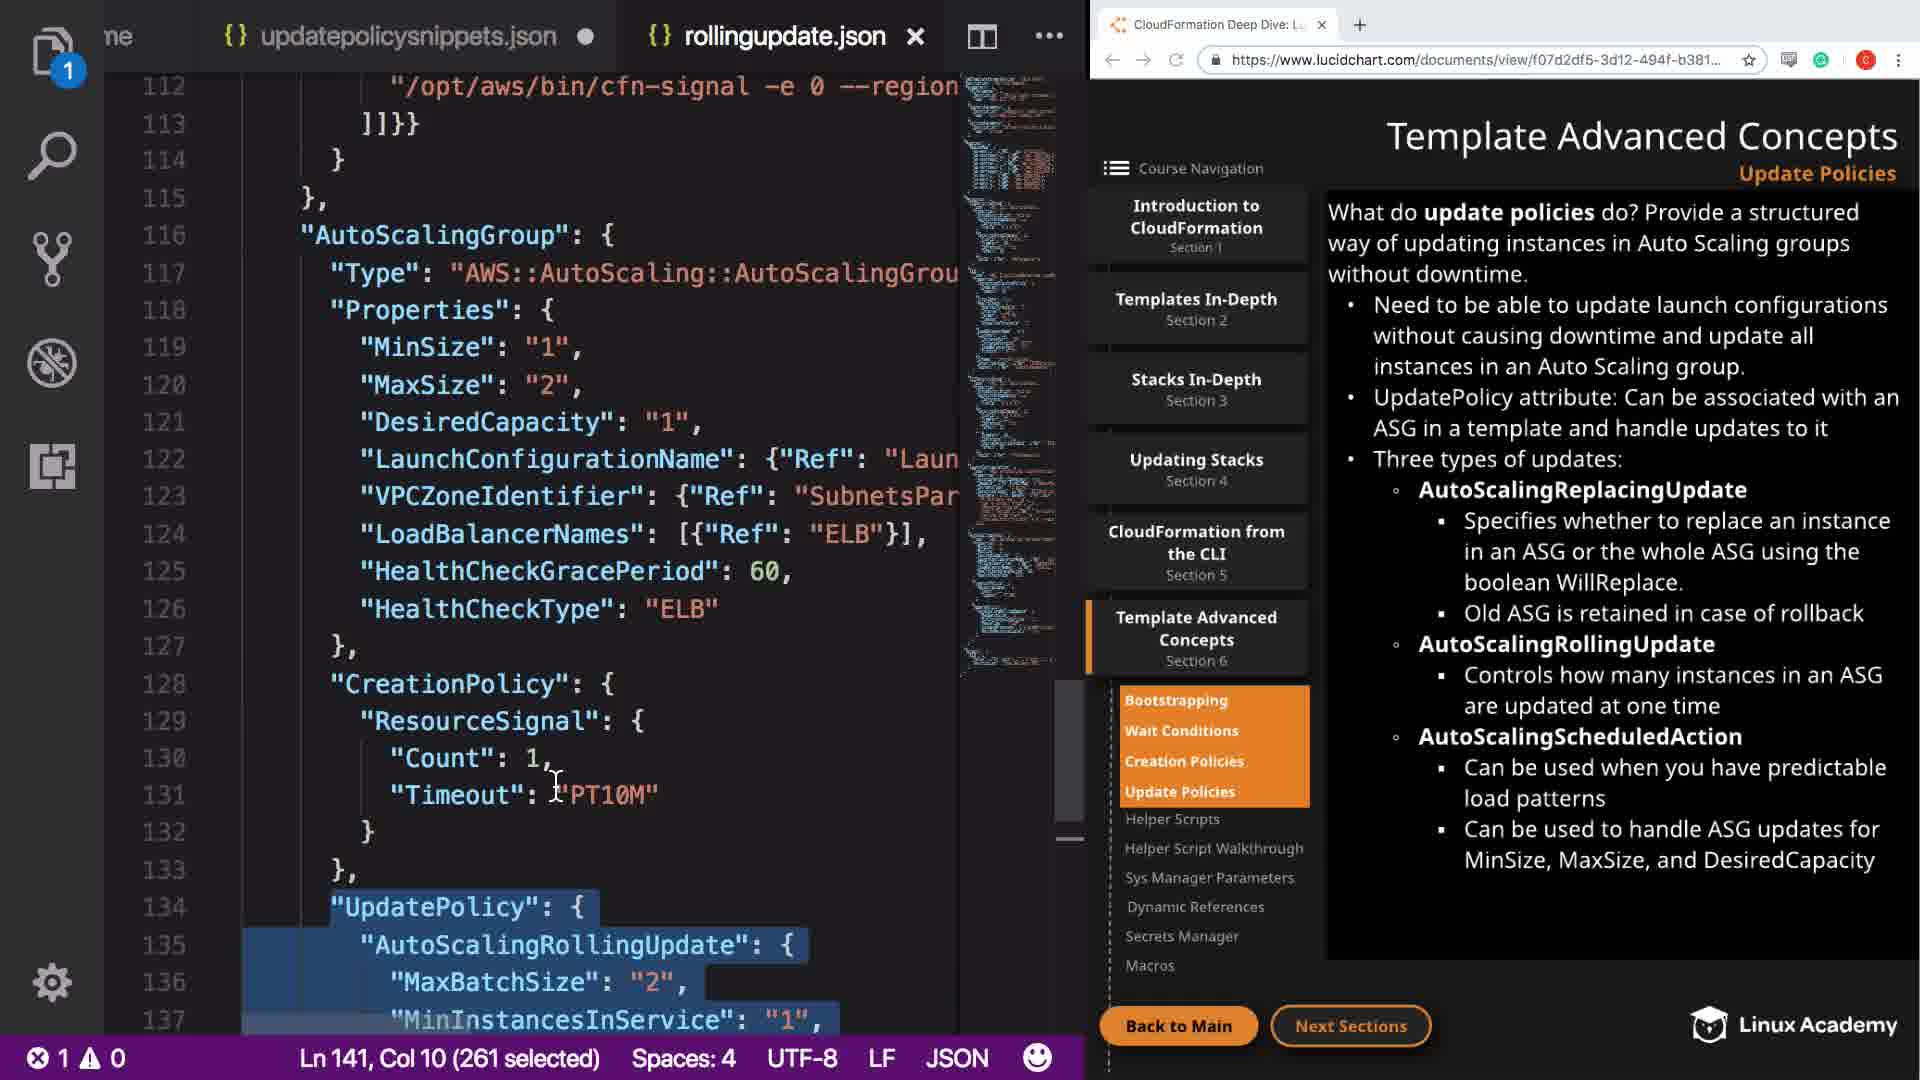 me
{} updatepolicysnippets.json
{} rollingupdate.json
1
112 "/opt/aws/bin/cfn-signal -e 0 --region
113 ]]}}
114 }
115 },
116 "AutoScalingGroup": {
117 "Type": "AWS::AutoScaling::AutoScalingGrou
118 "Properties": {
119 "MinSize": "1",
120 "MaxSize": "2",
121 "DesiredCapacity": "1",
122 "LaunchConfigurationName": {"Ref": "Laun
123 "VPCZoneIdentifier": {"Ref": "SubnetsPar
124 "LoadBalancerNames": [{"Ref": "ELB"}],
125 "HealthCheckGracePeriod": 60,
126 "HealthCheckType": "ELB"
127 },
128 "CreationPolicy": {
129 "ResourceSignal": {
130 "Count": 1,
131 "Timeout": "PT10M"
132 }
133 },
134 "UpdatePolicy": {
135 "AutoScalingRollingUpdate": {
136 "MaxBatchSize": "2",
137 "MinInstancesInService": "1",
1 0
Ln 141, Col 10 (261 selected)
Spaces: 4
UTF-8
LF
JSON
CloudFormation Deep Dive: L
https://www.lucidchart.com/documents/view/f07d2df5-3d12-494f-b381...
C
Template Advanced Concepts
Update Policies
Course Navigation
Introduction to
CloudFormation
Section 1
Templates In-Depth
Section 2
Stacks In-Depth
Section 3
Updating Stacks
Section 4
CloudFormation from
the CLI
Section 5
Template Advanced
Concepts
Section 6
Bootstrapping
Wait Conditions
Creation Policies
Update Policies
Helper Scripts
Helper Script Walkthrough
Sys Manager Parameters
Dynamic References
Secrets Manager
Macros
What do update policies do? Provide a structured
way of updating instances in Auto Scaling groups
without downtime.
• Need to be able to update launch configurations
without causing downtime and update all
instances in an Auto Scaling group.
• UpdatePolicy attribute: Can be associated with an
ASG in a template and handle updates to it
• Three types of updates:
◦ AutoScalingReplacingUpdate
▪ Specifies whether to replace an instance
in an ASG or the whole ASG using the
boolean WillReplace.
▪ Old ASG is retained in case of rollback
◦ AutoScalingRollingUpdate
▪ Controls how many instances in an ASG
are updated at one time
◦ AutoScalingScheduledAction
▪ Can be used when you have predictable
load patterns
▪ Can be used to handle ASG updates for
MinSize, MaxSize, and DesiredCapacity
Back to Main
Next Sections
Linux Academy